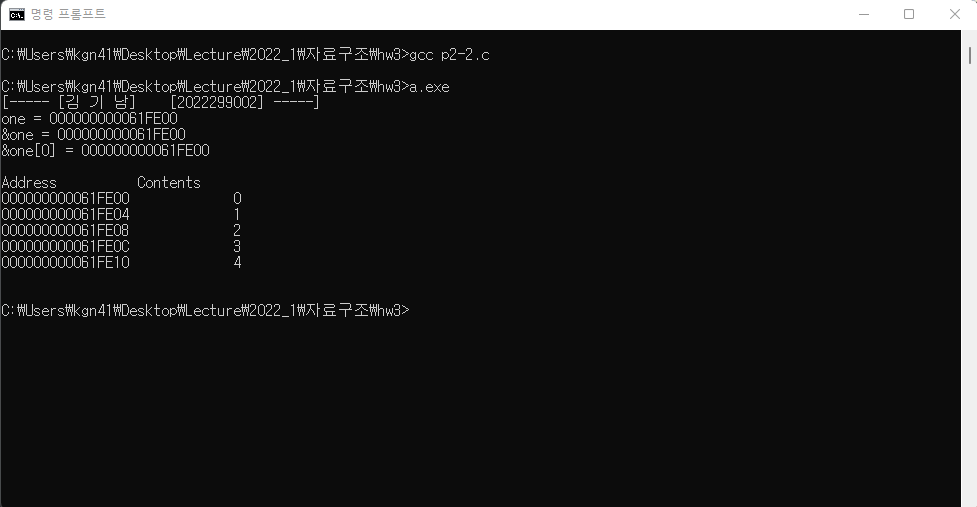 명령 프롬프트
C:₩Users₩kgn41₩Desktop₩Lecture₩2022_1₩자료구조₩hw3>gcc p2-2.c
C:₩Users₩kgn41₩Desktop₩Lecture₩2022_1₩자료구조₩hw3>a.exe
[----- [김 기 남]    [2022299002] -----]
one = 000000000061FE00
&one = 000000000061FE00
&one[0] = 000000000061FE00
Address          Contents
000000000061FE00             0
000000000061FE04             1
000000000061FE08             2
000000000061FE0C             3
000000000061FE10             4
C:₩Users₩kgn41₩Desktop₩Lecture₩2022_1₩자료구조₩hw3>